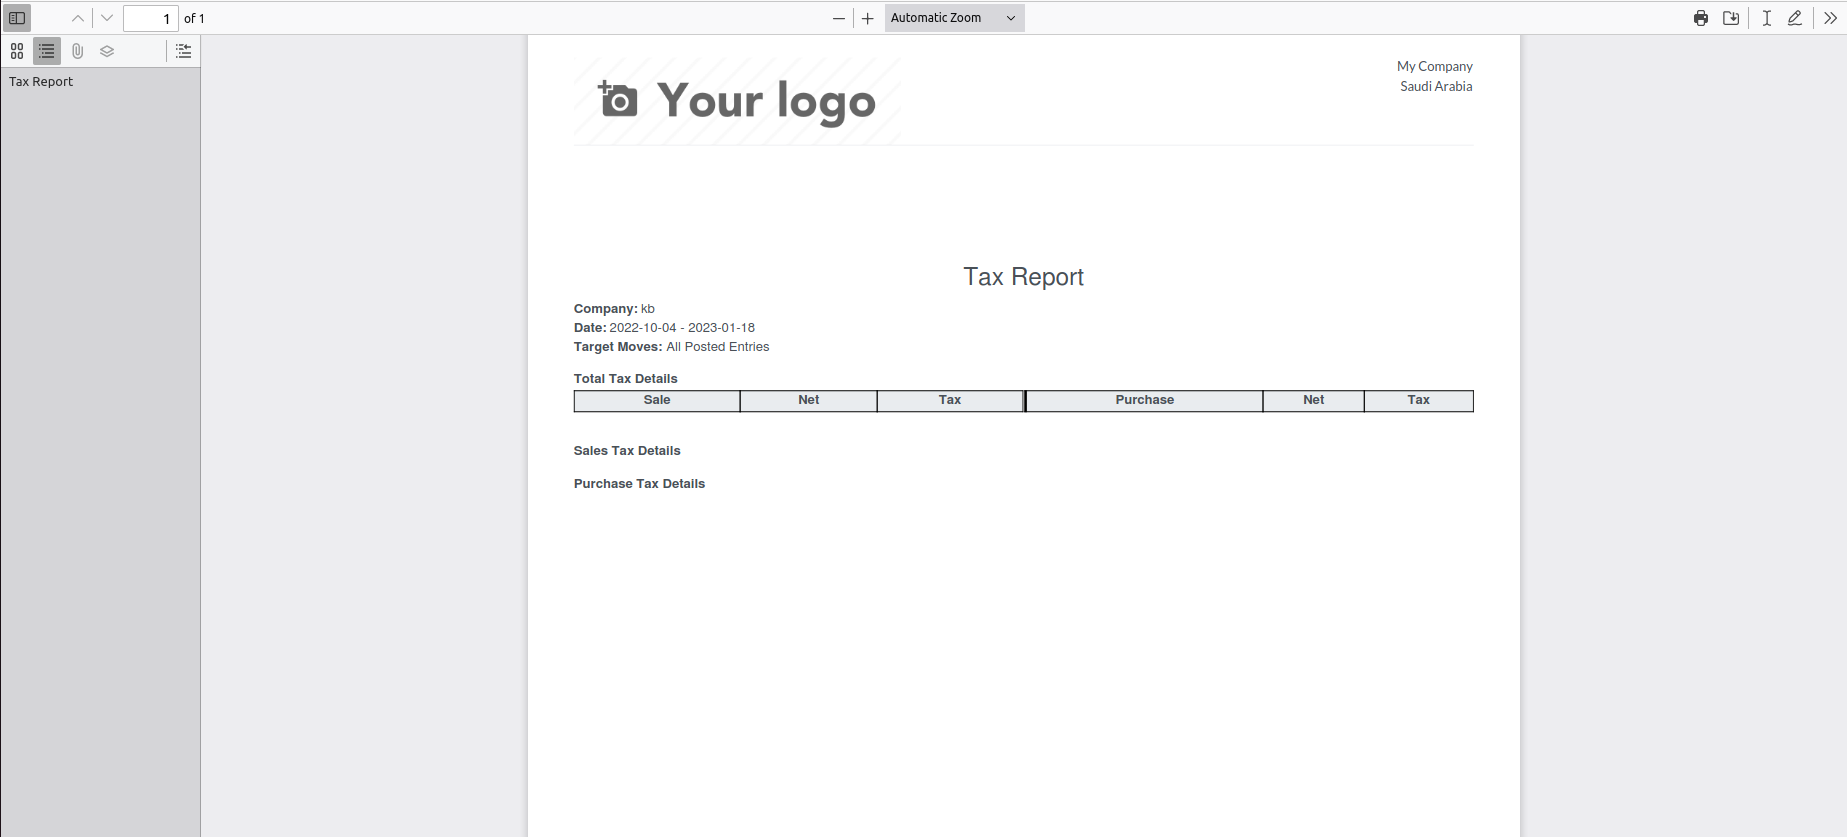 1 of 1
Automatic Zoom
Tax Report
Your logo
My Company
Saudi Arabia
Tax Report
Company: kb
Date: 2022-10-04 - 2023-01-18
Target Moves: All Posted Entries
Total Tax Details
Sale Net Tax Purchase Net Tax
Sales Tax Details
Purchase Tax Details